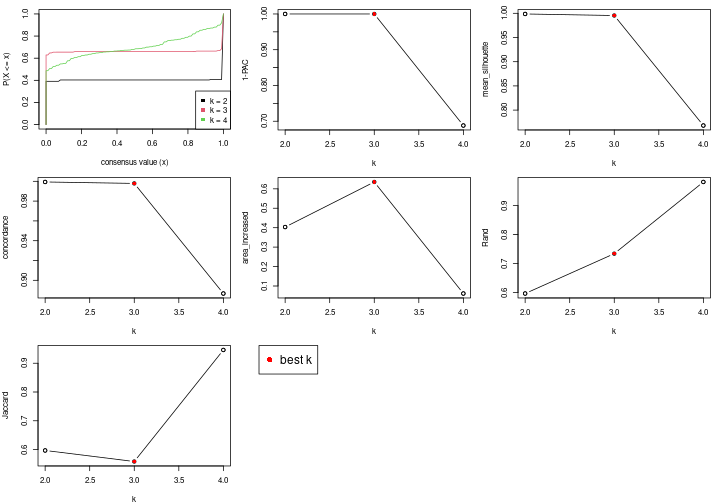 P(X <= x)
0.0 0.2 0.4 0.6 0.8 1.0
k = 2
k = 3
k = 4
0.0 0.2 0.4 0.6 0.8 1.0
consensus value (x)
1-PAC
0.70 0.80 0.90 1.00
2.0 2.5 3.0 3.5 4.0
k
mean_silhouette
0.80 0.85 0.90 0.95 1.00
2.0 2.5 3.0 3.5 4.0
k
concordance
0.90 0.94 0.98
2.0 2.5 3.0 3.5 4.0
k
area_increased
0.1 0.2 0.3 0.4 0.5 0.6
2.0 2.5 3.0 3.5 4.0
k
Rand
0.6 0.7 0.8 0.9
2.0 2.5 3.0 3.5 4.0
k
Jaccard
0.6 0.7 0.8 0.9
2.0 2.5 3.0 3.5 4.0
k
best k